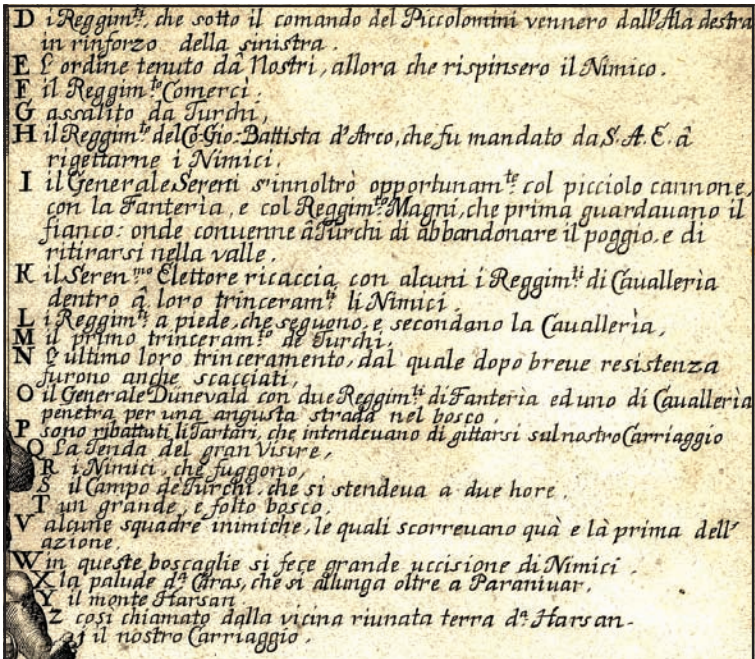 D i Reggim.ti, che sotto il comando del Piccolomini vennero dall'Ala destra
in rinforzo della sinistra.
E L'ordine tenuto dà Nostri, allora che rispinsero il Nimico.
F il Reggim.to Comerci.
G assalito da Turchi,
H il Reggim.to del Co: Gio: Battista d'Arco, che fu mandato da S. A. E. à
rigettarne i Nimici.
I il Generale Sereni s'innoltrò opportunam.te col picciolo cannone,
con la Fanterìa, e col Reggim.to Magni, che prima guardauano il
fianco: onde conuenne à Turchi di abbandonare il poggio, e di
ritirarsi nella valle.
K il Seren.mo Elettore ricaccia con alcuni i Reggim.ti di Cauallerìa
dentro à loro trinceram.ti li Nimici.
L i Reggim.ti a piede, che seguono, e secondano la Cauallerìa,
M il primo trinceram.to de Turchi.
N L'ultimo loro trinceramento, dal quale dopo breue resistenza
furono anche scacciati,
O il Generale Dünevald con due Reggim.ti di Fanterìa ed uno di Cauallerìa
penetra per una angusta strada nel bosco.
P sono ribattuti li Tartari, che intendeuano di gittarsi sul nostro Carriaggio
Q La Tenda del gran Visire,
R i Nimici, che fuggono,
S il Campo de Turchi, che si stendeua a due hore.
T un grande, e folto bosco.
V alcune squadre inimiche, le quali scorreuano quà e là prima dell'
azione.
W in queste boscaglie si fece grande uccisione di Nimici.
X la palude d.a Caras, che si allunga oltre a Paraniuar.
Y il monte Harsan
Z così chiamato dalla vicina riunata terra d.a Harsan-
il nostro Carriaggio.